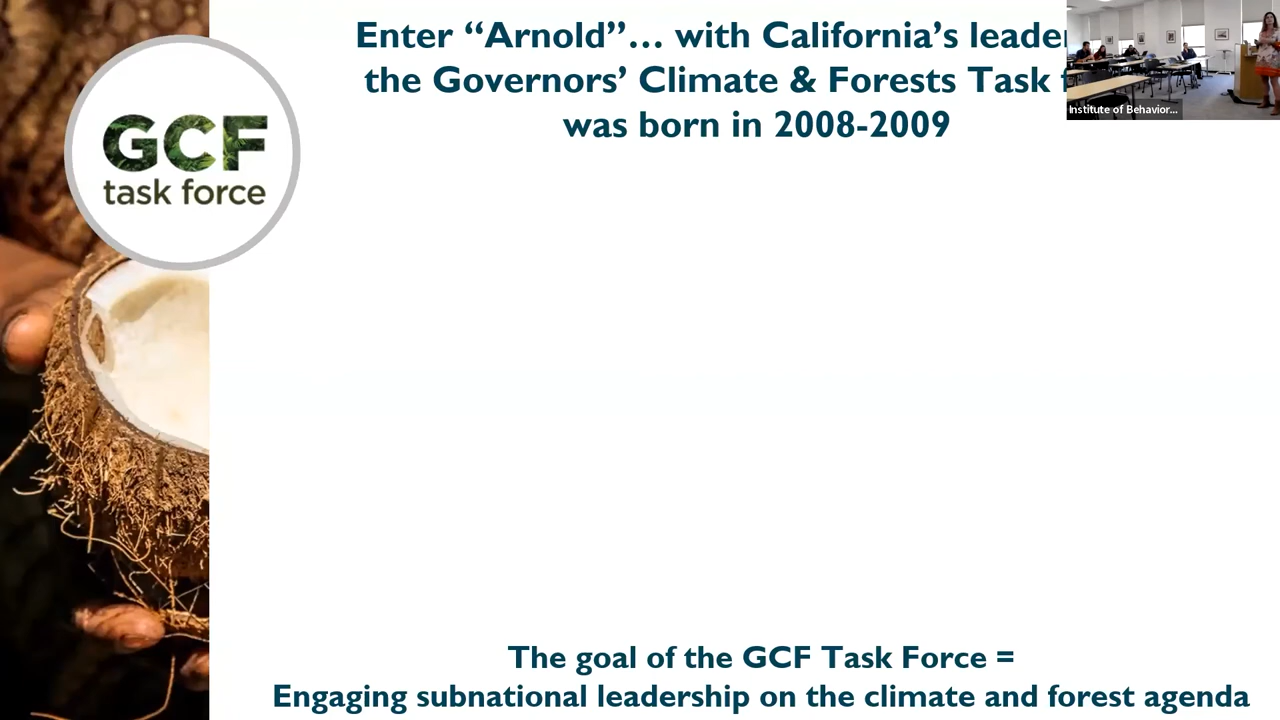 Enter “Arnold”… with California’s
the Governors’ Climate & Forests Task
was born in 2008-2009
GCF
task force
Institute of Behavior...
The goal of the GCF Task Force =
Engaging subnational leadership on the climate and forest agenda